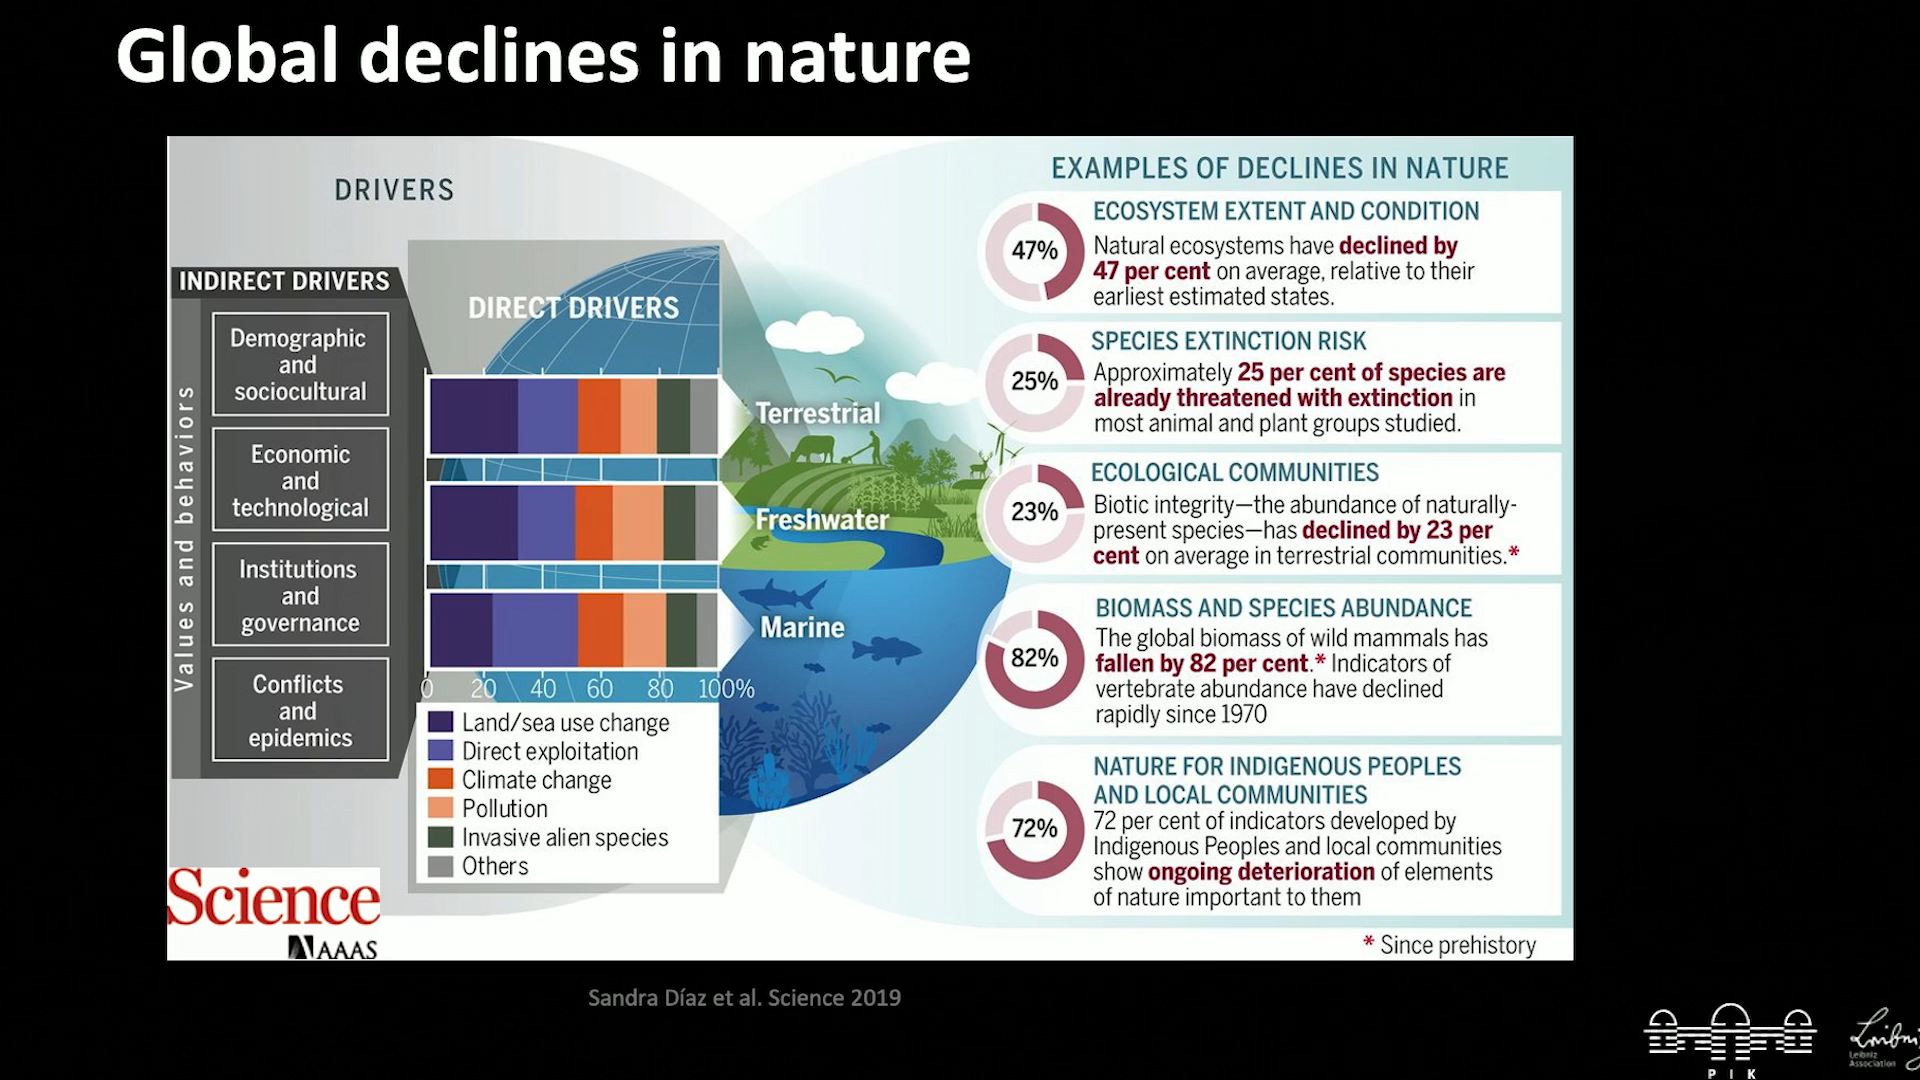 Global declines in nature
DRIVERS
INDIRECT DRIVERS
Values and behaviors
Demographic
and
sociocultural
Economic
and
technological
Institutions
and
governance
Conflicts
and
epidemics
DIRECT DRIVERS
Terrestrial
Freshwater
Marine
0 20 40 60 80 100%
Land/sea use change
Direct exploitation
Climate change
Pollution
Invasive alien species
Others
EXAMPLES OF DECLINES IN NATURE
47%
ECOSYSTEM EXTENT AND CONDITION
Natural ecosystems have declined by
47 per cent on average, relative to their
earliest estimated states.
25%
SPECIES EXTINCTION RISK
Approximately 25 per cent of species are
already threatened with extinction in
most animal and plant groups studied.
23%
ECOLOGICAL COMMUNITIES
Biotic integrity—the abundance of naturally-
present species—has declined by 23 per
cent on average in terrestrial communities.*
82%
BIOMASS AND SPECIES ABUNDANCE
The global biomass of wild mammals has
fallen by 82 per cent.* Indicators of
vertebrate abundance have declined
rapidly since 1970
72%
NATURE FOR INDIGENOUS PEOPLES
AND LOCAL COMMUNITIES
72 per cent of indicators developed by
Indigenous Peoples and local communities
show ongoing deterioration of elements
of nature important to them
* Since prehistory
Science
AAAS
Sandra Díaz et al. Science 2019
PIK
Leibniz
Leibniz
Association